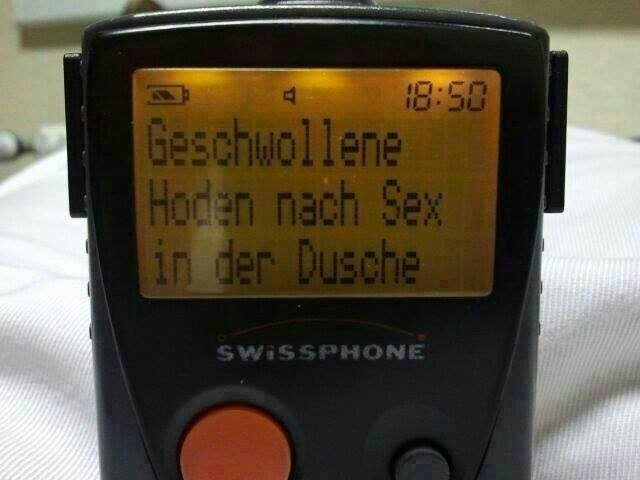 18:50
Geschwollene
Hoden nach Sex
in der Dusche
SWiSSPHONE